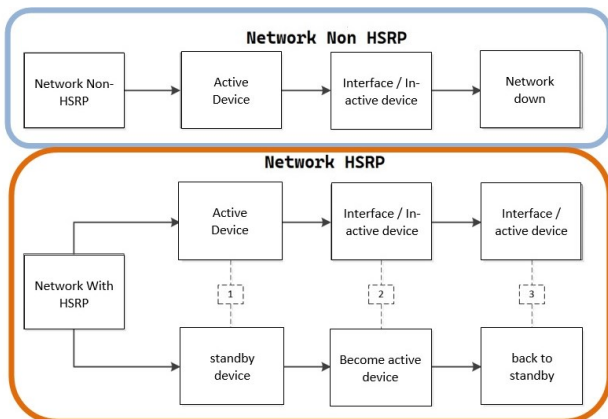 Network Non HSRP
Network Non-
HSRP
Active
Device
Interface / In-
active device
Network
down
Network HSRP
Active
Device
Interface / In-
active device
Interface /
active device
Network With
HSRP
1
2
3
standby
device
Become active
device
back to
standby